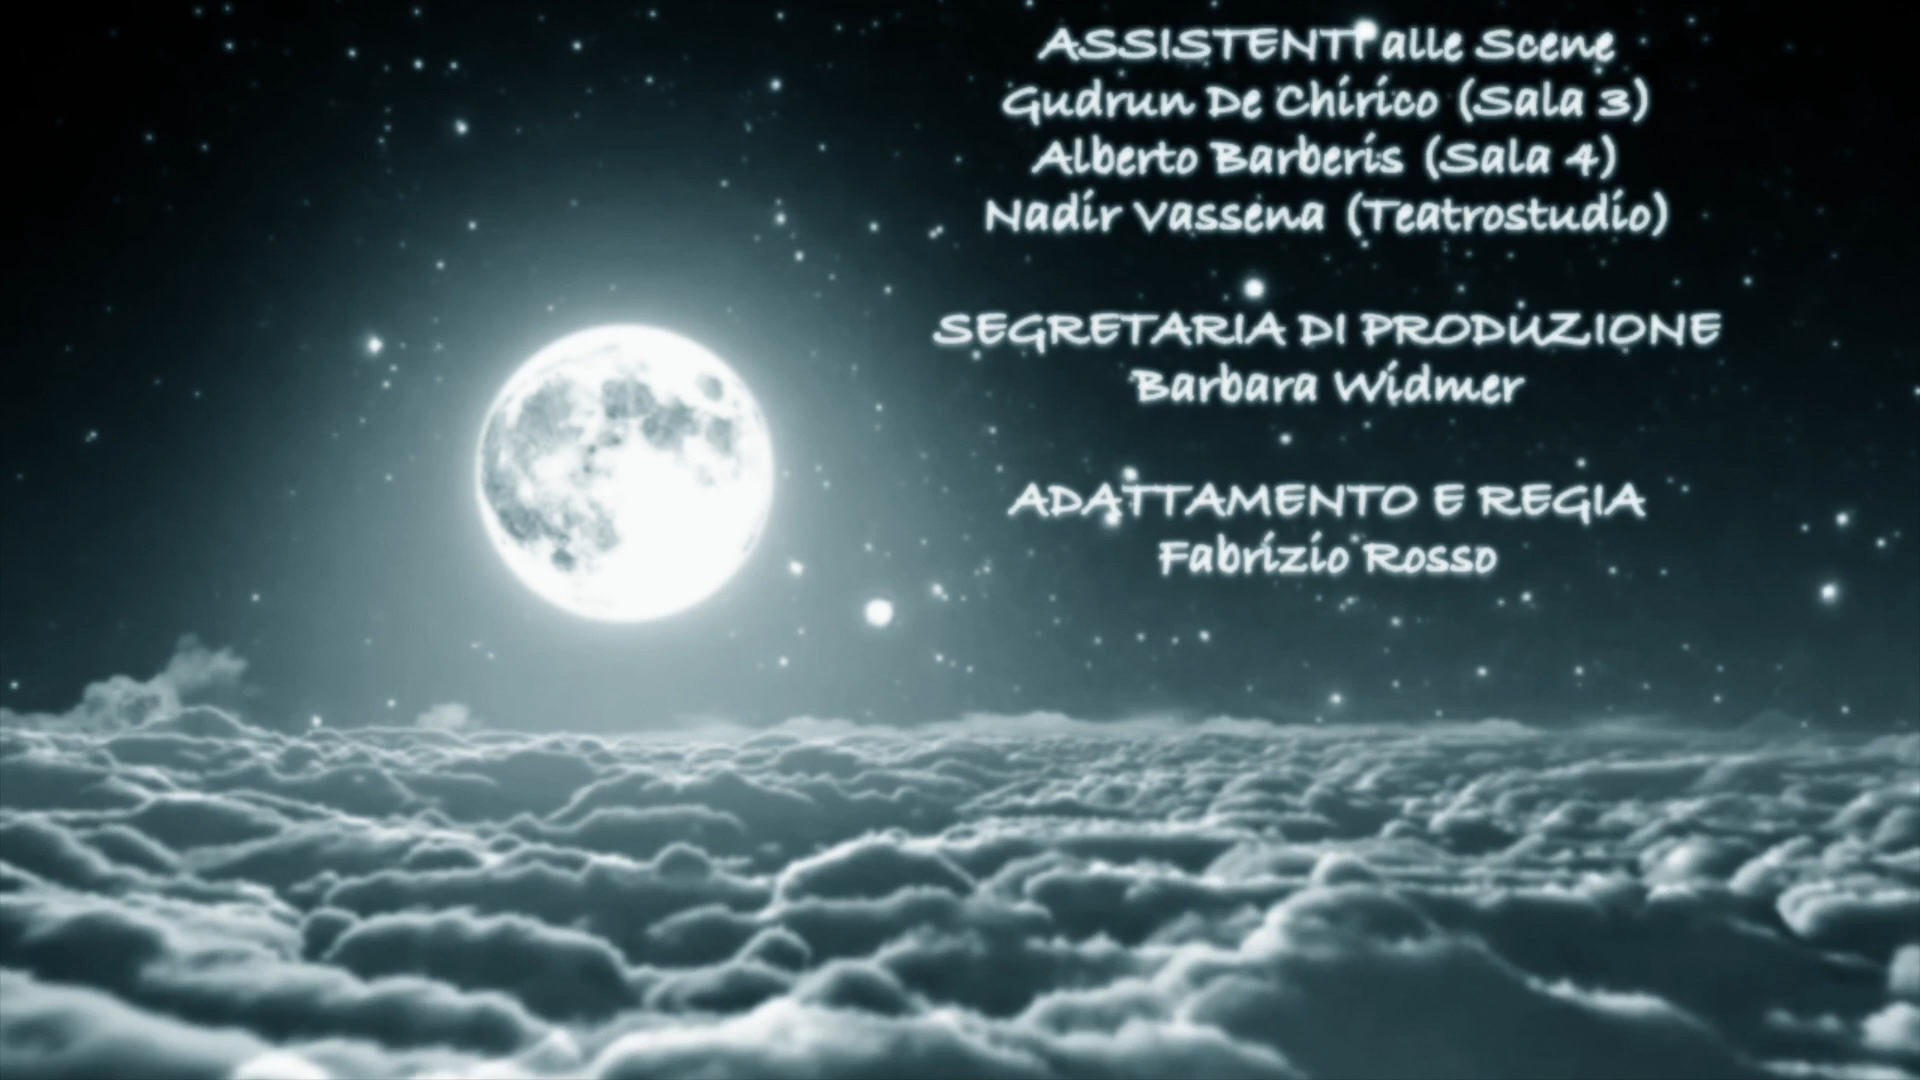 ASSISTENTI alle Scene
Gudrun De Chirico (Sala 3)
Alberto Barberis (Sala 4)
Nadir Vassena (Teatrostudio)
SEGRETARIA DI PRODUZIONE
Barbara Widmer
ADATTAMENTO E REGIA
Fabrizio Rosso